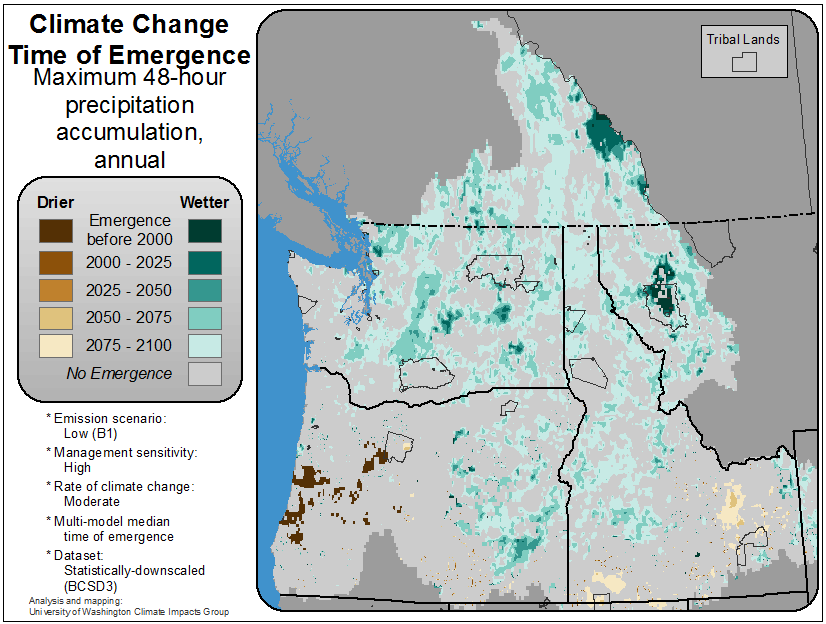 Climate Change
Time of Emergence
Maximum 48-hour
precipitation
accumulation,
annual
Tribal Lands
Drier Wetter
Emergence
before 2000
2000 - 2025
2025 - 2050
2050 - 2075
2075 - 2100
No Emergence
* Emission scenario:
Low (B1)
* Management sensitivity:
High
* Rate of climate change:
Moderate
* Multi-model median
time of emergence
* Dataset:
Statistically-downscaled
(BCSD3)
Analysis and mapping:
University of Washington Climate Impacts Group